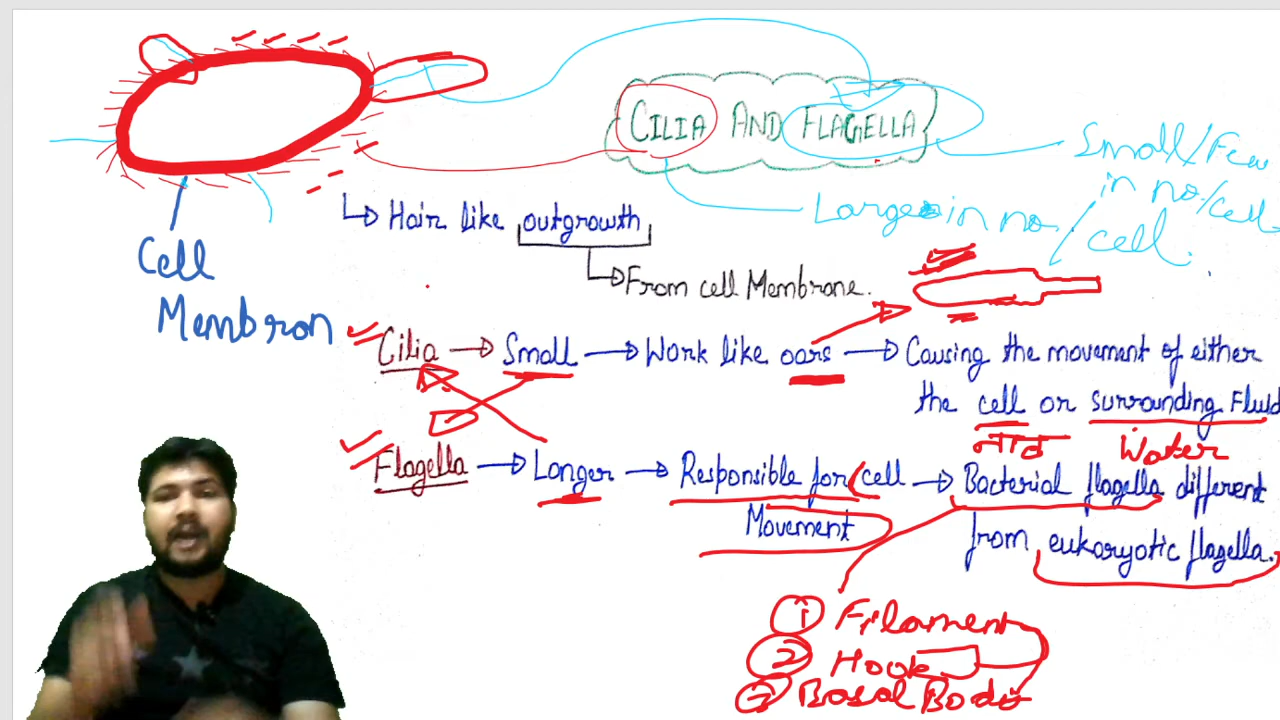 CILIA AND FLAGELLA
Small/Few
in no/cell
Large in no/
cell.
Hair like outgrowth
From cell Membrane.
Cell
Membron
Cilia → Small → Work like oars → Causing the movement of either
the cell or surrounding Fluid
नाव Water
Flagella → Longer → Responsible for cell → Bacterial flagella different
Movement from eukaryotic flagella.
1 Filament
2 Hook
3 Basal Body